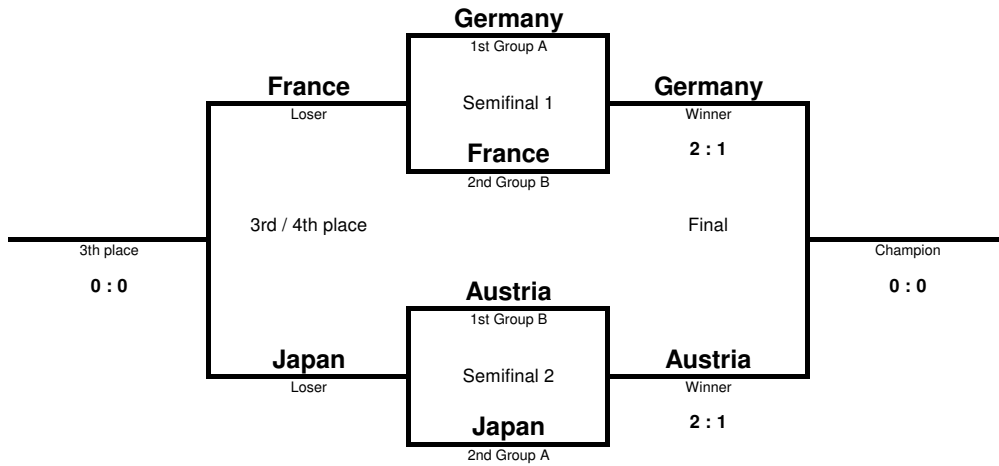 Germany
1st Group A
France
Loser
Semifinal 1
Germany
Winner
2 : 1
France
2nd Group B
3rd / 4th place
Final
3th place
0 : 0
Champion
0 : 0
Austria
1st Group B
Japan
Loser
Semifinal 2
Austria
Winner
2 : 1
Japan
2nd Group A